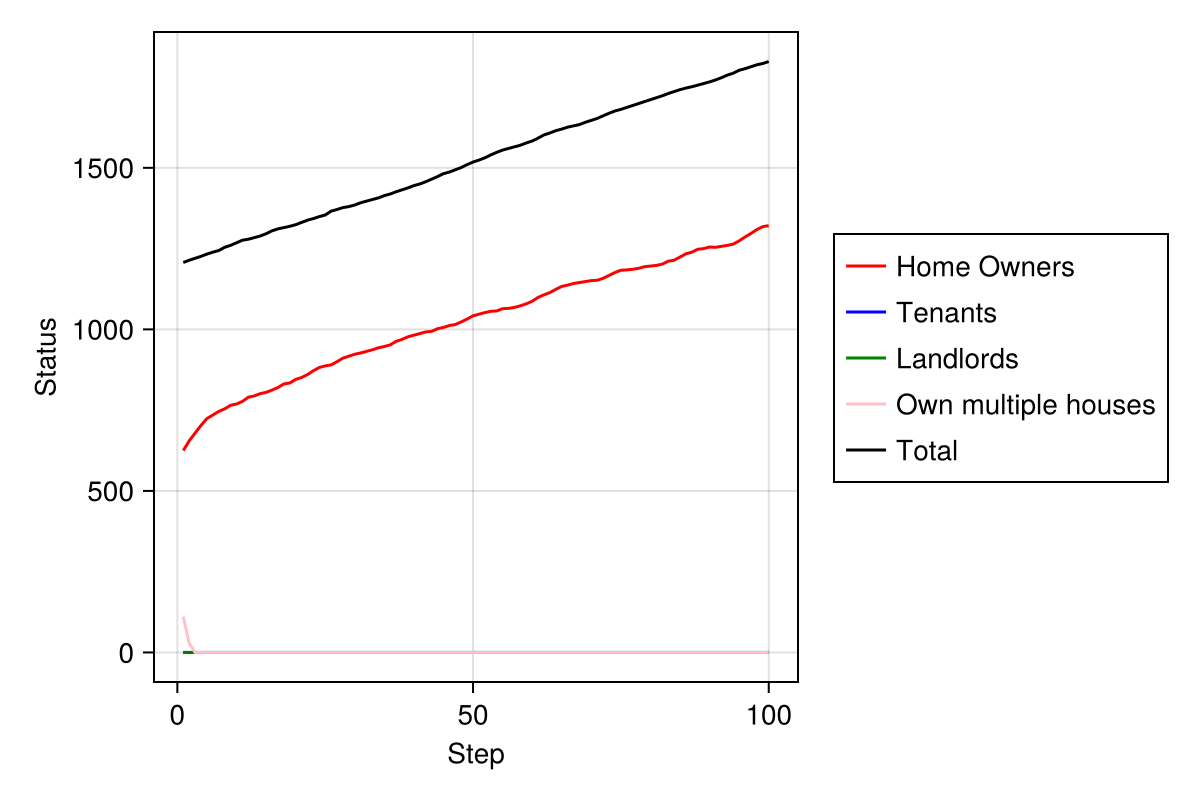 1500
1000
500
0
Status
0 50 100
Step
Home Owners
Tenants
Landlords
Own multiple houses
Total